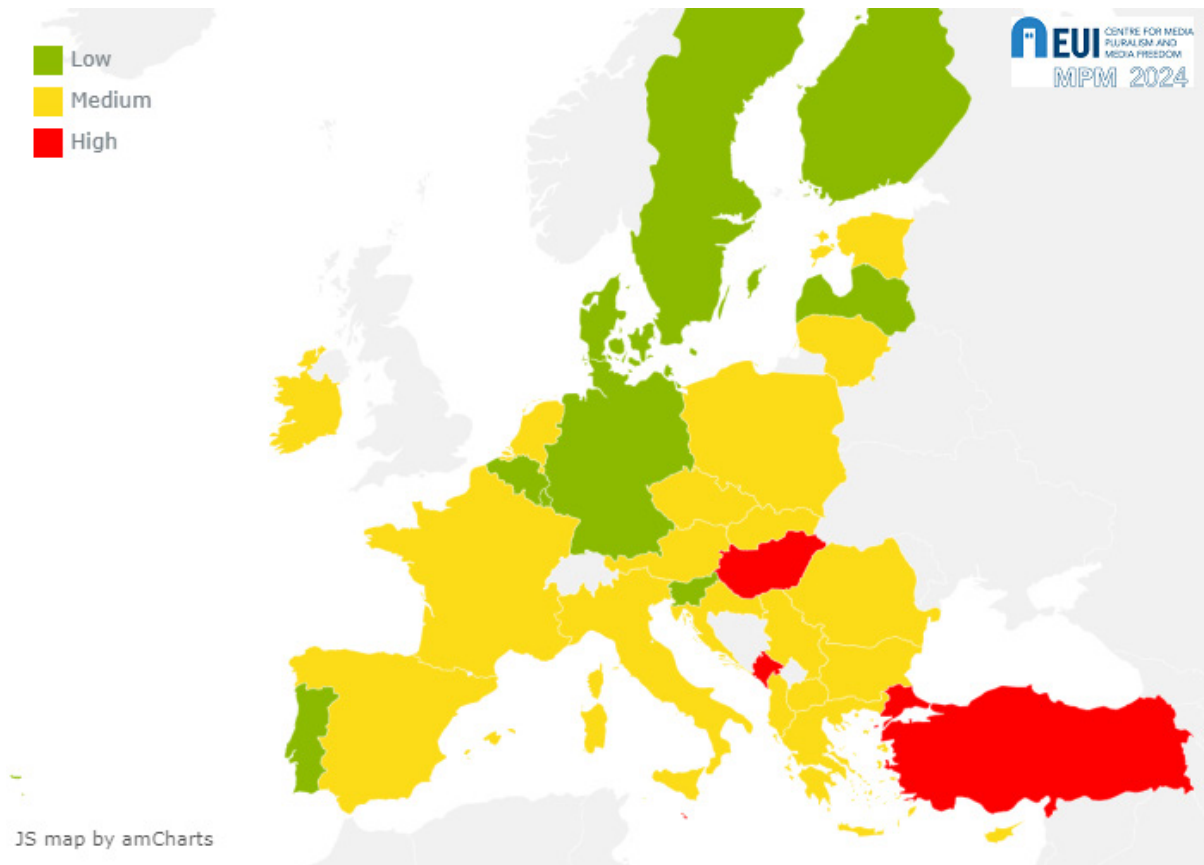 Low
Medium
High
EUI
CENTRE FOR MEDIA
PLURALISM AND
MEDIA FREEDOM
MPM 2024
JS map by amCharts